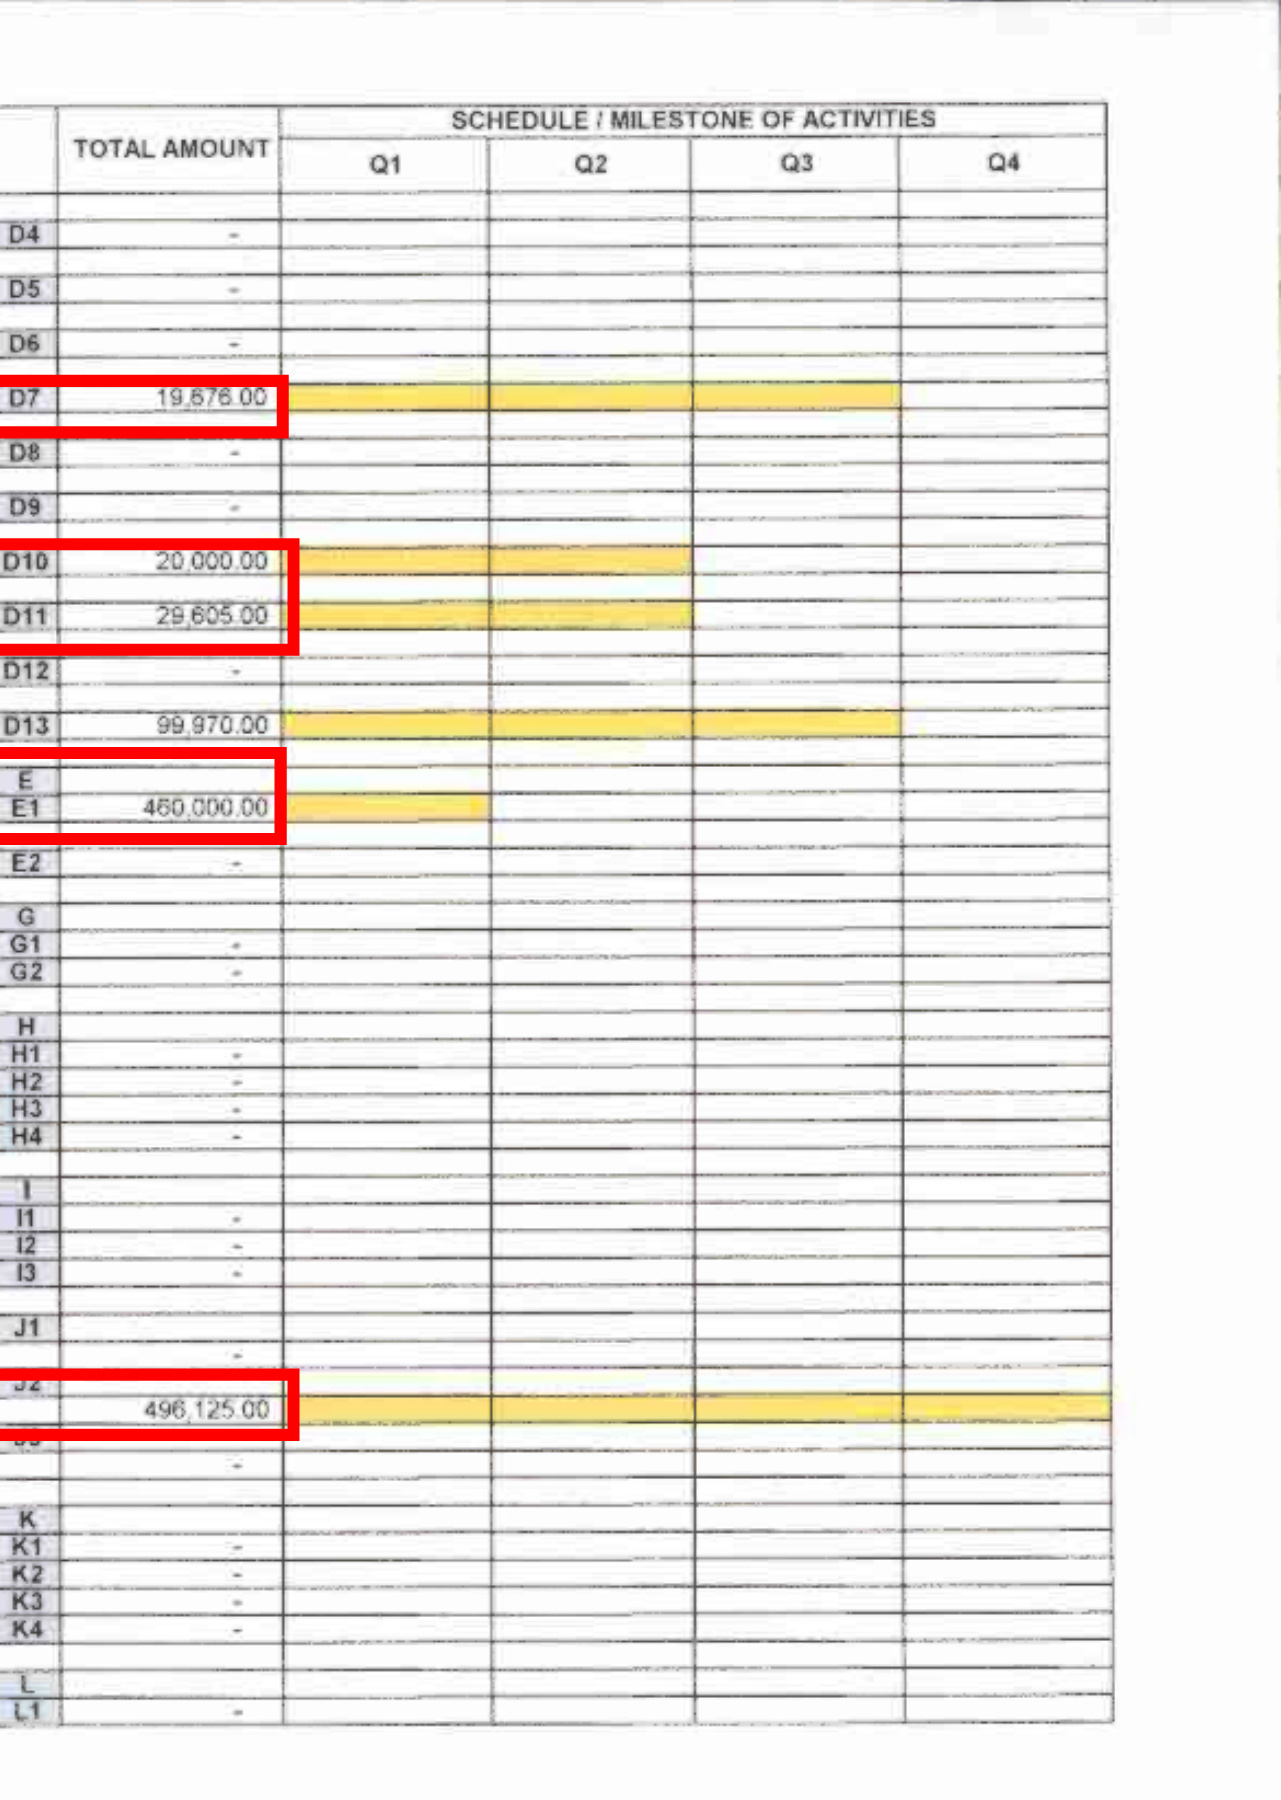 SCHEDULE / MILESTONE OF ACTIVITIES
TOTAL AMOUNT
Q1 Q2 Q3 Q4
D4 -
D5 -
D6 -
D7 19,676.00
D8 -
D9 -
D10 20,000.00
D11 29,605.00
D12 -
D13 99,970.00
E
E1 460,000.00
E2 -
G
G1 -
G2 -
H
H1 -
H2 -
H3 -
H4 -
I
I1 -
I2 -
I3 -
J1
-
J2
496,125.00
-
K
K1 -
K2 -
K3 -
K4 -
L
L1 -